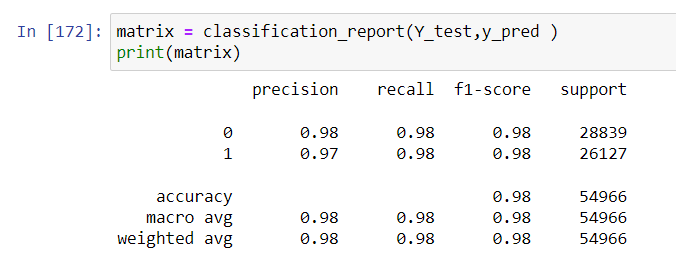 In [172]: matrix = classification_report(Y_test,y_pred )
print(matrix)
precision recall f1-score support
0 0.98 0.98 0.98 28839
1 0.97 0.98 0.98 26127
accuracy 0.98 54966
macro avg 0.98 0.98 0.98 54966
weighted avg 0.98 0.98 0.98 54966